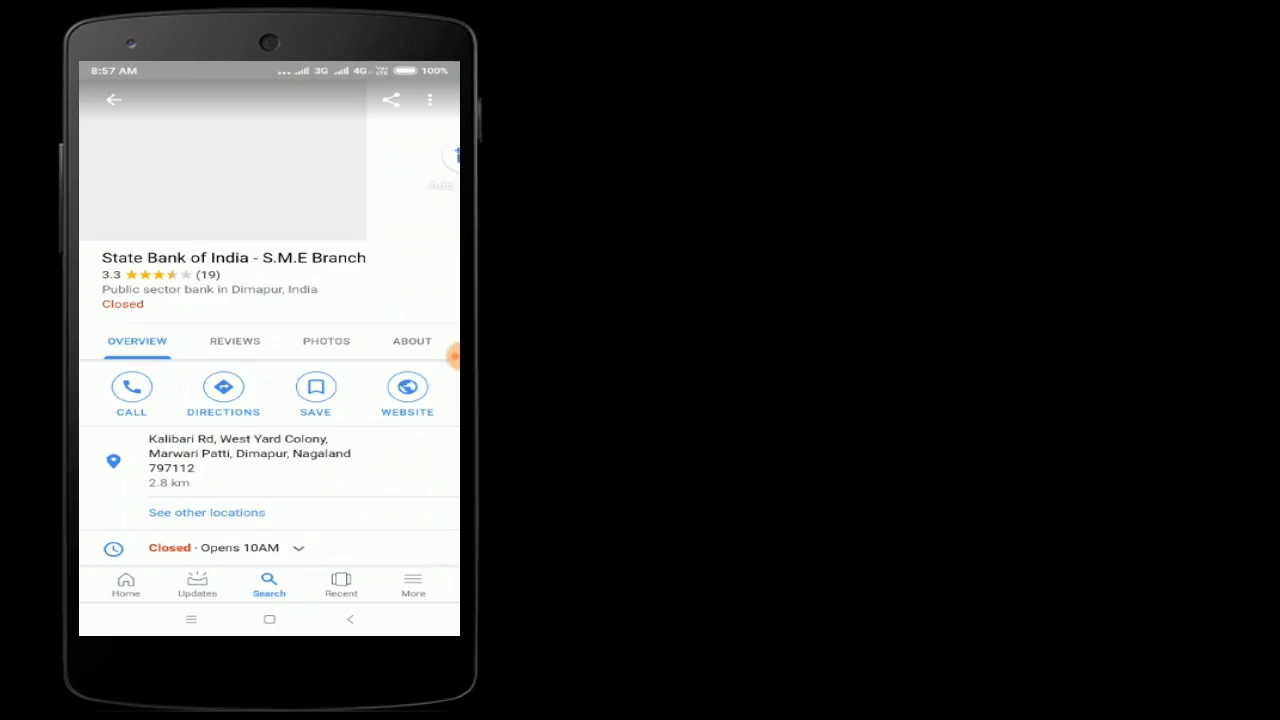 8:57 AM
3G 4G VoLTE 100%
State Bank of India - S.M.E Branch
3.3 (19)
Public sector bank in Dimapur, India
Closed
OVERVIEW REVIEWS PHOTOS ABOUT
CALL DIRECTIONS SAVE WEBSITE
Kalibari Rd, West Yard Colony,
Marwari Patti, Dimapur, Nagaland
797112
2.8 km
See other locations
Closed · Opens 10AM
Home Updates Search Recent More